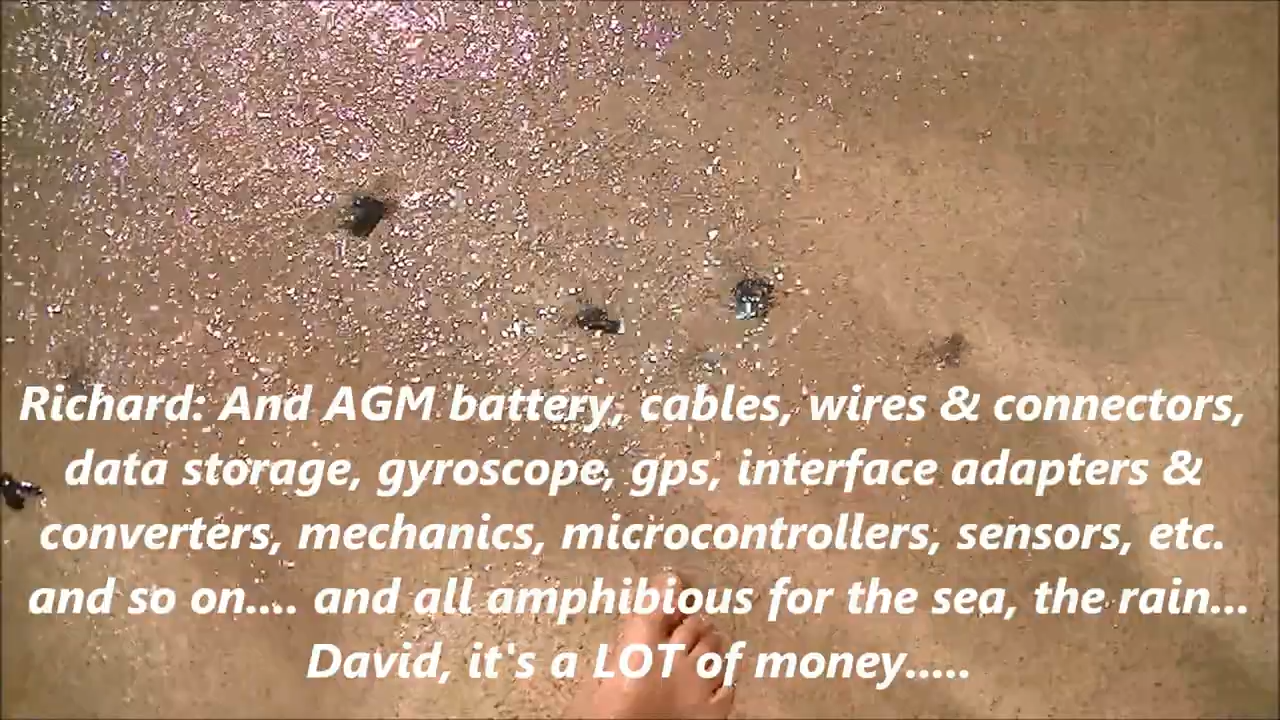 Richard: And AGM battery, cables, wires & connectors,
data storage, gyroscope, gps, interface adapters &
converters, mechanics, microcontrollers, sensors, etc.
and so on.... and all amphibious for the sea, the rain...
David, it's a LOT of money.....